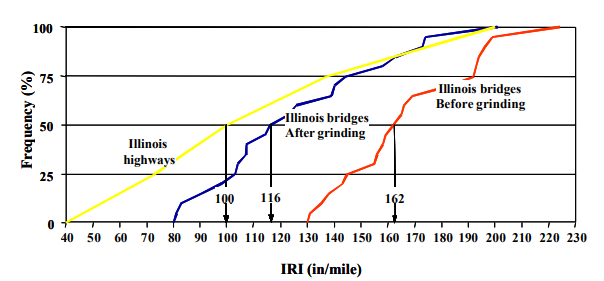 100
75
50
25
0
Frequency (%)
Illinois
highways
Illinois bridges
After grinding
Illinois bridges
Before grinding
100
116
162
40 50 60 70 80 90 100 110 120 130 140 150 160 170 180 190 200 210 220 230
IRI (in/mile)